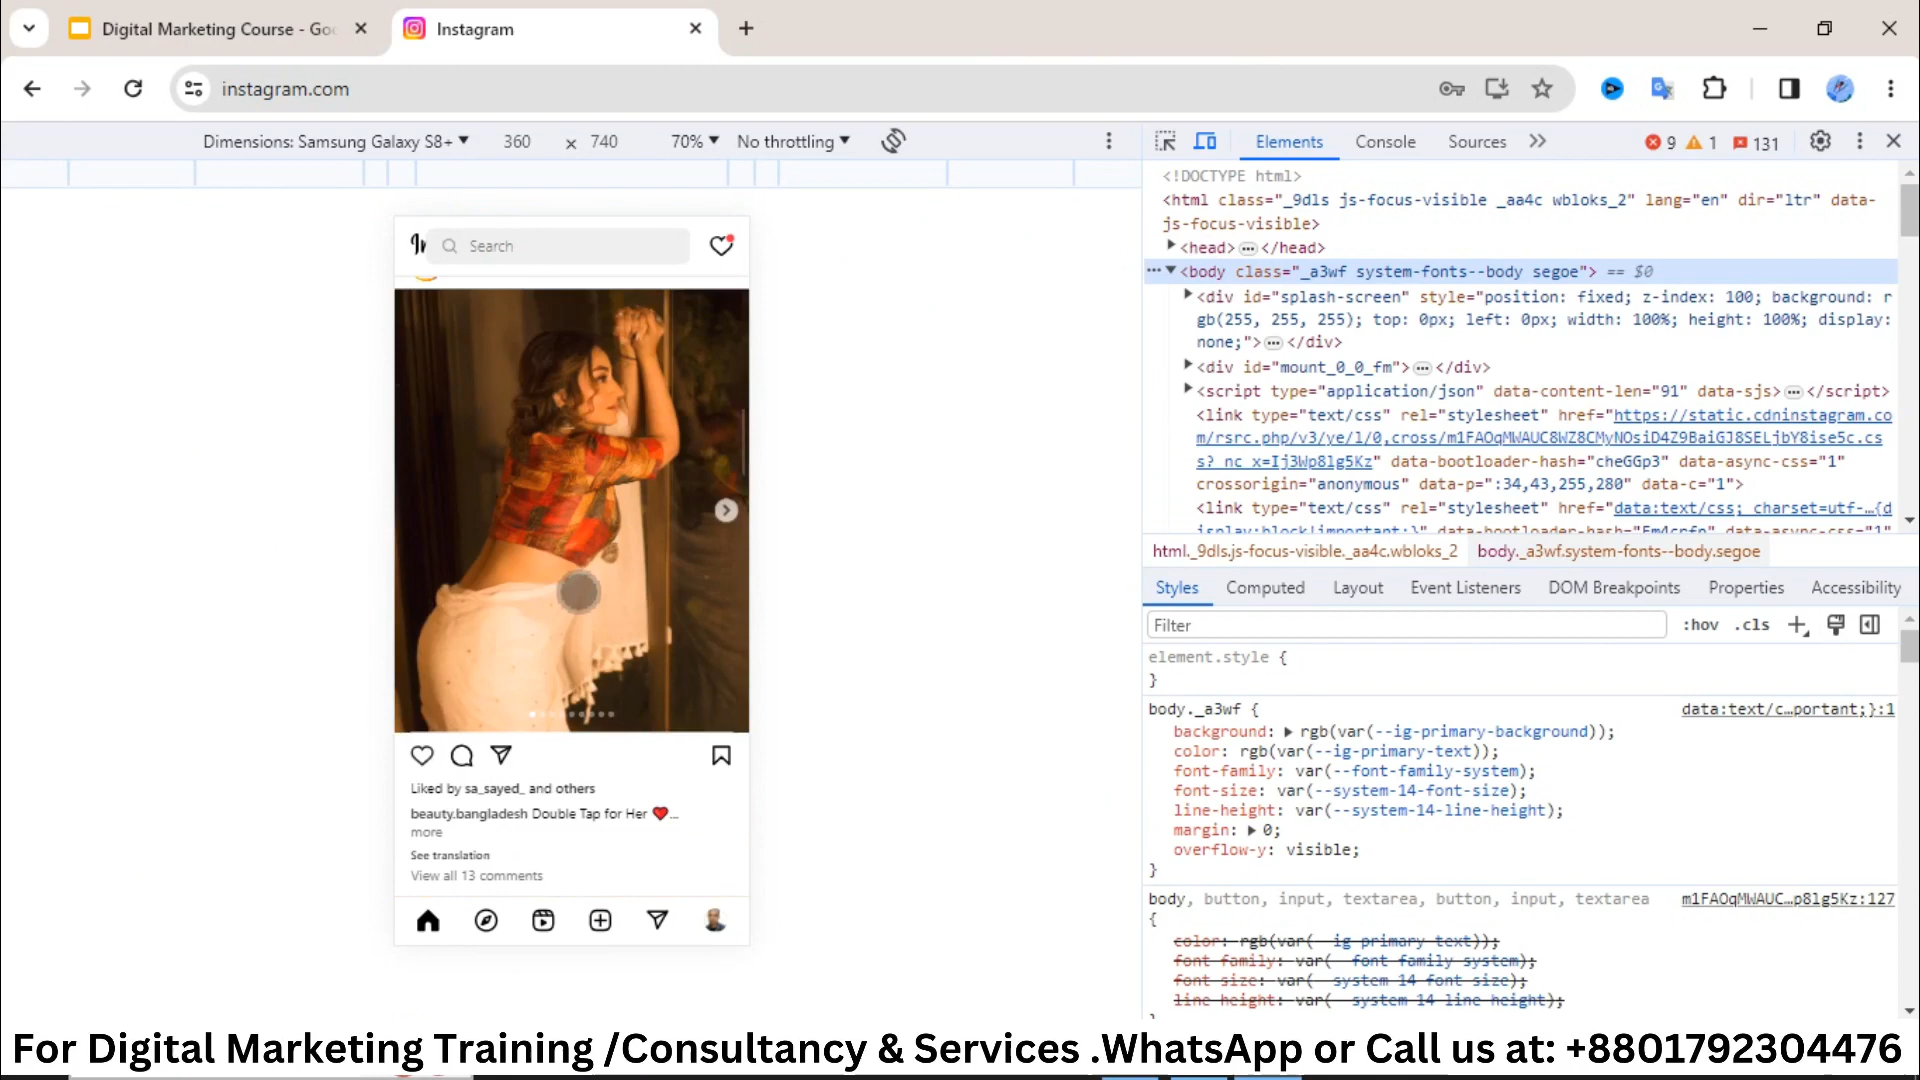 Digital Marketing Course - Goo
Instagram
instagram.com
Dimensions: Samsung Galaxy S8+ 360 x 740 70% No throttling
Elements Console Sources 9 1 131
<!DOCTYPE html>
<html class="_9dls js-focus-visible _aa4c wbloks_2" lang="en" dir="ltr" data-
js-focus-visible>
<head> … </head>
<body class="_a3wf system-fonts--body segoe"> == $0
<div id="splash-screen" style="position: fixed; z-index: 100; background: r
gb(255, 255, 255); top: 0px; left: 0px; width: 100%; height: 100%; display:
none;"> … </div>
<div id="mount_0_0_fm"> … </div>
<script type="application/json" data-content-len="91" data-sjs> … </script>
<link type="text/css" rel="stylesheet" href="https://static.cdninstagram.co
m/rsrc.php/v3/ye/l/0,cross/m1FAOqMWAUC8WZ8CMyNOsiD4Z9BaiGJ8SELjbY8ise5c.cs
s?_nc_x=Ij3Wp8lg5Kz" data-bootloader-hash="cheGGp3" data-async-css="1"
crossorigin="anonymous" data-p=":34,43,255,280" data-c="1">
<link type="text/css" rel="stylesheet" href="data:text/css; charset=utf-…{d
isplay:block!important;}" data-bootloader-hash="Em4crfp" data-async-css="1"
html._9dls.js-focus-visible._aa4c.wbloks_2 body._a3wf.system-fonts--body.segoe
Styles Computed Layout Event Listeners DOM Breakpoints Properties Accessibility
Filter :hov .cls
element.style {
}
body._a3wf { data:text/c…portant;}:1
background: rgb(var(--ig-primary-background));
color: rgb(var(--ig-primary-text));
font-family: var(--font-family-system);
font-size: var(--system-14-font-size);
line-height: var(--system-14-line-height);
margin: 0;
overflow-y: visible;
}
body, button, input, textarea, button, input, textarea m1FAOqMWAUC…p8lg5Kz:127
{
color: rgb(var(--ig-primary-text));
font-family: var(--font-family-system);
font-size: var(--system-14-font-size);
line-height: var(--system-14-line-height);
Search
Liked by sa_sayed_ and others
beauty.bangladesh Double Tap for Her ❤️...
more
See translation
View all 13 comments
For Digital Marketing Training /Consultancy & Services .WhatsApp or Call us at: +8801792304476